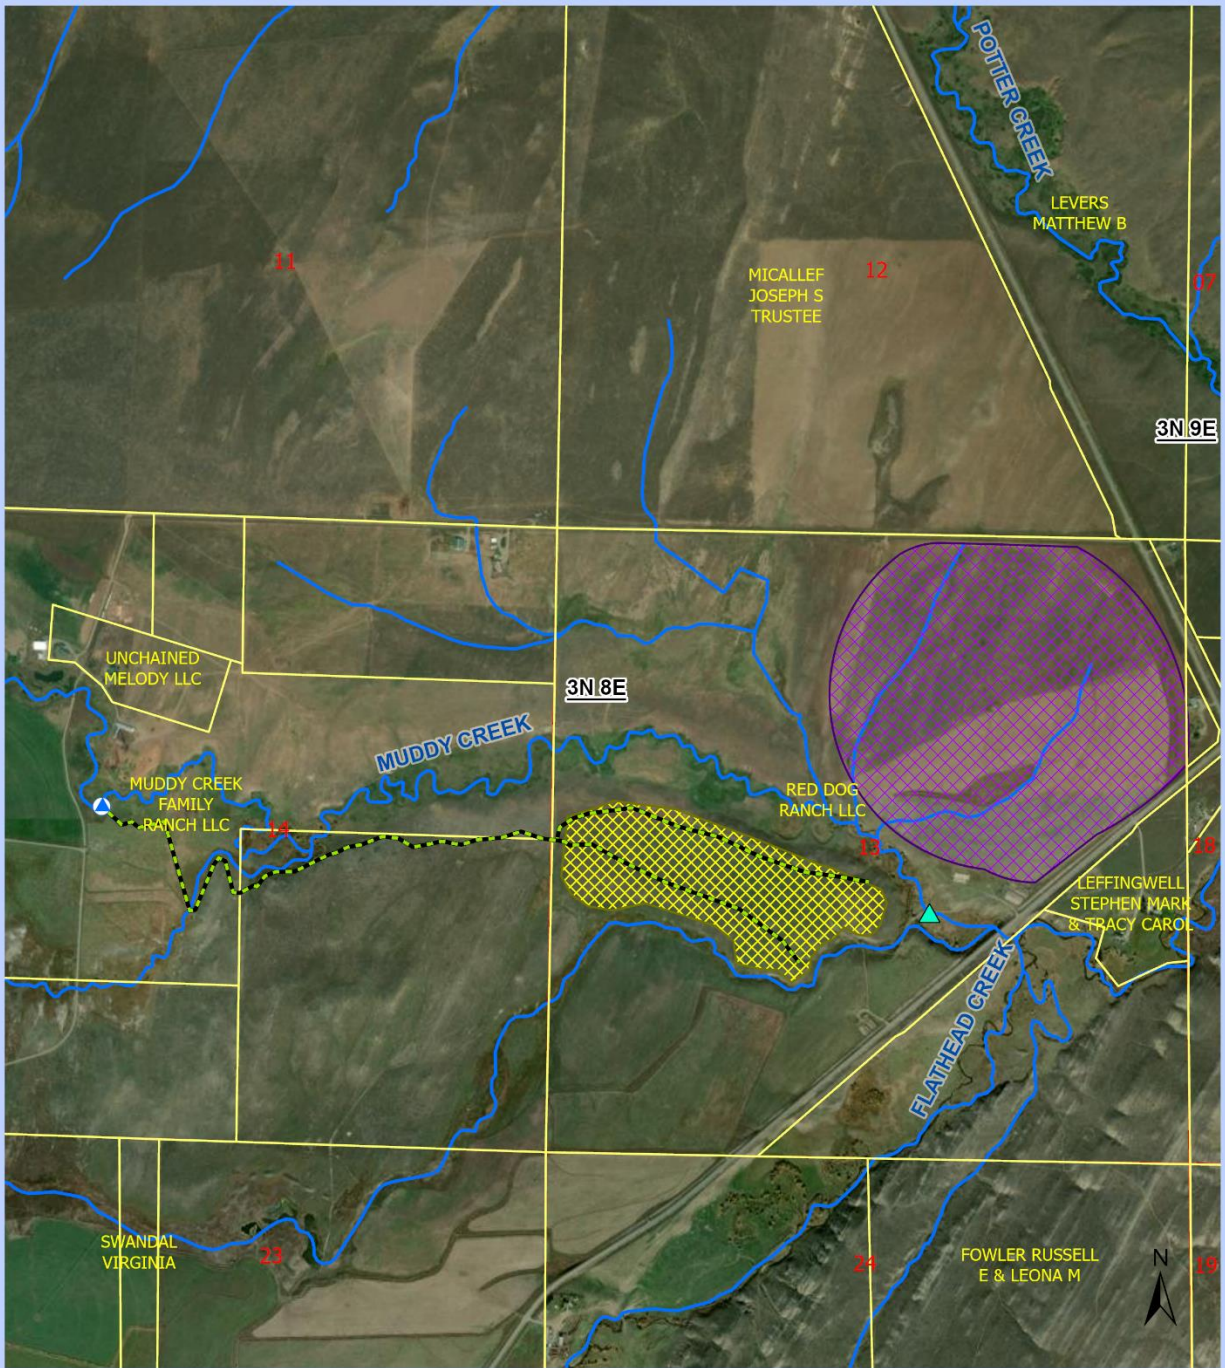 POTTER CREEK
LEVERS
MATTHEW B
11
12
07
MICALLEF
JOSEPH S
TRUSTEE
3N 9E
UNCHAINED
MELODY LLC
3N 8E
MUDDY CREEK
MUDDY CREEK
FAMILY
RANCH LLC
14
RED DOG
RANCH LLC
13
18
LEFFINGWELL
STEPHEN MARK
& TRACY CAROL
FLATHEAD CREEK
SWANDAL
VIRGINIA
23
24
FOWLER RUSSELL
E & LEONA M
N
19